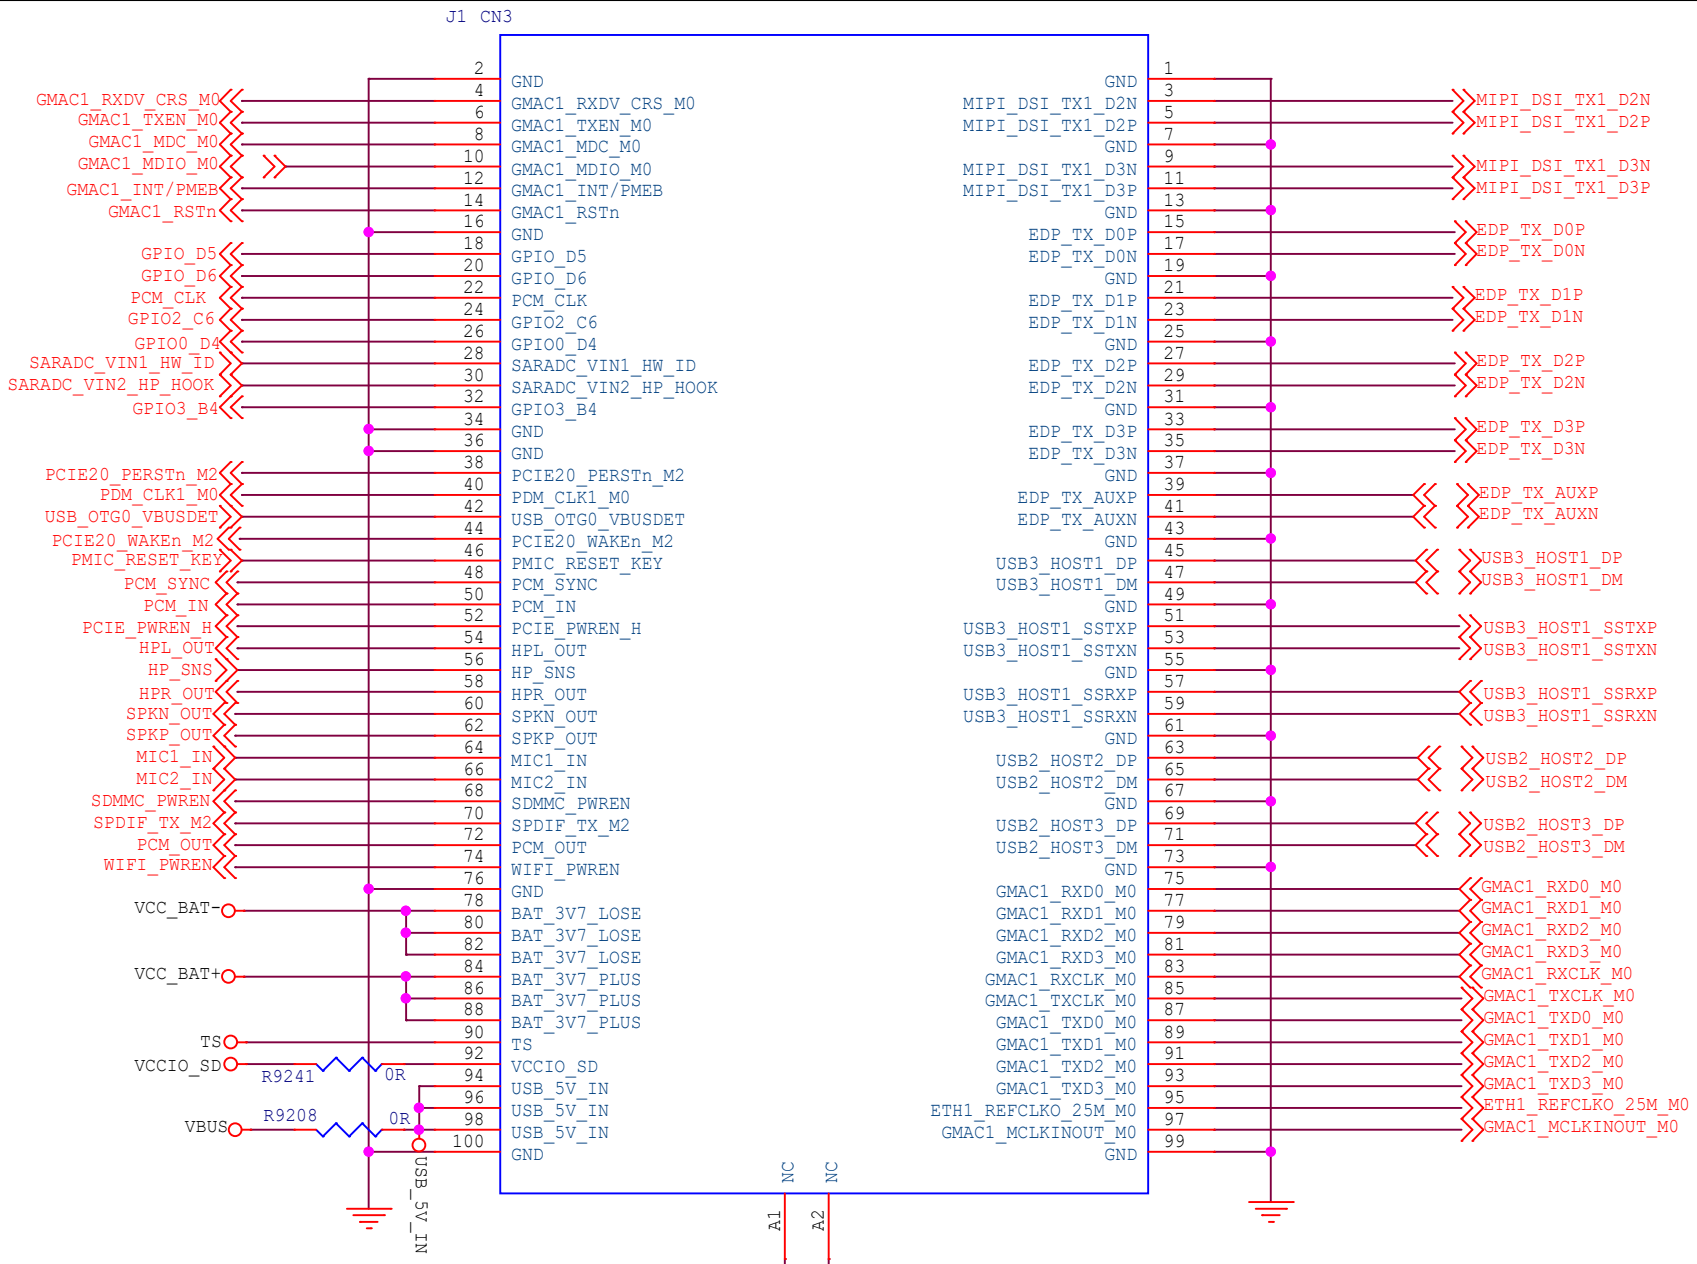 J1 CN3
2 GND GND 1
GMAC1_RXDV_CRS_M0 4 GMAC1_RXDV_CRS_M0 MIPI_DSI_TX1_D2N 3 MIPI_DSI_TX1_D2N
GMAC1_TXEN_M0 6 GMAC1_TXEN_M0 MIPI_DSI_TX1_D2P 5 MIPI_DSI_TX1_D2P
GMAC1_MDC_M0 8 GMAC1_MDC_M0 GND 7
GMAC1_MDIO_M0 10 GMAC1_MDIO_M0 MIPI_DSI_TX1_D3N 9 MIPI_DSI_TX1_D3N
GMAC1_INT/PMEB 12 GMAC1_INT/PMEB MIPI_DSI_TX1_D3P 11 MIPI_DSI_TX1_D3P
GMAC1_RSTn 14 GMAC1_RSTn GND 13
16 GND EDP_TX_D0P 15 EDP_TX_D0P
GPIO_D5 18 GPIO_D5 EDP_TX_D0N 17 EDP_TX_D0N
GPIO_D6 20 GPIO_D6 GND 19
PCM_CLK 22 PCM_CLK EDP_TX_D1P 21 EDP_TX_D1P
GPIO2_C6 24 GPIO2_C6 EDP_TX_D1N 23 EDP_TX_D1N
GPIO0_D4 26 GPIO0_D4 GND 25
SARADC_VIN1_HW_ID 28 SARADC_VIN1_HW_ID EDP_TX_D2P 27 EDP_TX_D2P
SARADC_VIN2_HP_HOOK 30 SARADC_VIN2_HP_HOOK EDP_TX_D2N 29 EDP_TX_D2N
GPIO3_B4 32 GPIO3_B4 GND 31
34 GND EDP_TX_D3P 33 EDP_TX_D3P
36 GND EDP_TX_D3N 35 EDP_TX_D3N
PCIE20_PERSTn_M2 38 PCIE20_PERSTn_M2 GND 37
PDM_CLK1_M0 40 PDM_CLK1_M0 EDP_TX_AUXP 39 EDP_TX_AUXP
USB_OTG0_VBUSDET 42 USB_OTG0_VBUSDET EDP_TX_AUXN 41 EDP_TX_AUXN
PCIE20_WAKEn_M2 44 PCIE20_WAKEn_M2 GND 43
PMIC_RESET_KEY 46 PMIC_RESET_KEY USB3_HOST1_DP 45 USB3_HOST1_DP
PCM_SYNC 48 PCM_SYNC USB3_HOST1_DM 47 USB3_HOST1_DM
PCM_IN 50 PCM_IN GND 49
PCIE_PWREN_H 52 PCIE_PWREN_H USB3_HOST1_SSTXP 51 USB3_HOST1_SSTXP
HPL_OUT 54 HPL_OUT USB3_HOST1_SSTXN 53 USB3_HOST1_SSTXN
HP_SNS 56 HP_SNS GND 55
HPR_OUT 58 HPR_OUT USB3_HOST1_SSRXP 57 USB3_HOST1_SSRXP
SPKN_OUT 60 SPKN_OUT USB3_HOST1_SSRXN 59 USB3_HOST1_SSRXN
SPKP_OUT 62 SPKP_OUT GND 61
MIC1_IN 64 MIC1_IN USB2_HOST2_DP 63 USB2_HOST2_DP
MIC2_IN 66 MIC2_IN USB2_HOST2_DM 65 USB2_HOST2_DM
SDMMC_PWREN 68 SDMMC_PWREN GND 67
SPDIF_TX_M2 70 SPDIF_TX_M2 USB2_HOST3_DP 69 USB2_HOST3_DP
PCM_OUT 72 PCM_OUT USB2_HOST3_DM 71 USB2_HOST3_DM
WIFI_PWREN 74 WIFI_PWREN GND 73
76 GND GMAC1_RXD0_M0 75 GMAC1_RXD0_M0
VCC_BAT- 78 BAT_3V7_LOSE GMAC1_RXD1_M0 77 GMAC1_RXD1_M0
80 BAT_3V7_LOSE GMAC1_RXD2_M0 79 GMAC1_RXD2_M0
82 BAT_3V7_LOSE GMAC1_RXD3_M0 81 GMAC1_RXD3_M0
VCC_BAT+ 84 BAT_3V7_PLUS GMAC1_RXCLK_M0 83 GMAC1_RXCLK_M0
86 BAT_3V7_PLUS GMAC1_TXCLK_M0 85 GMAC1_TXCLK_M0
88 BAT_3V7_PLUS GMAC1_TXD0_M0 87 GMAC1_TXD0_M0
TS 90 TS GMAC1_TXD1_M0 89 GMAC1_TXD1_M0
VCCIO_SD R9241 0R 92 VCCIO_SD GMAC1_TXD2_M0 91 GMAC1_TXD2_M0
94 USB_5V_IN GMAC1_TXD3_M0 93 GMAC1_TXD3_M0
96 USB_5V_IN ETH1_REFCLKO_25M_M0 95 ETH1_REFCLKO_25M_M0
VBUS R9208 0R 98 USB_5V_IN GMAC1_MCLKINOUT_M0 97 GMAC1_MCLKINOUT_M0
100 GND GND 99
USB_5V_IN
NC NC
A1 A2